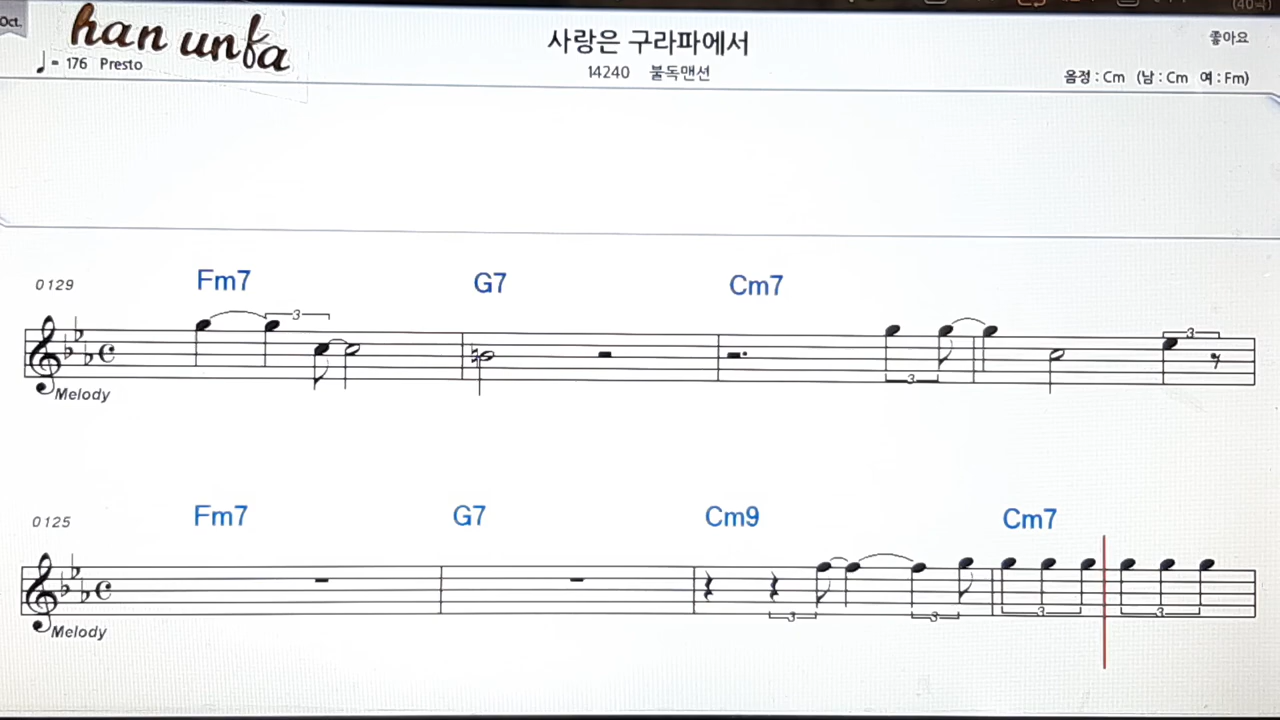 Oct.
han unfa
♩= 176 Presto
사랑은 구라파에서
14240 불독맨션
좋아요
음정 : Cm (남 : Cm 여 : Fm)
0129
Fm7 G7 Cm7
3 3 3
Melody
0125
Fm7 G7 Cm9 Cm7
3 3 3 3
Melody